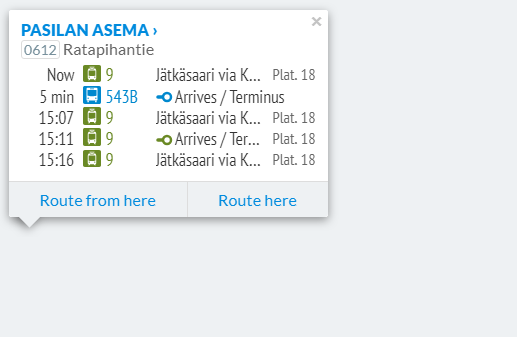 PASILAN ASEMA ›
0612 Ratapihantie
Now 9 Jätkäsaari via K... Plat. 18
5 min 543B Arrives / Terminus
15:07 9 Jätkäsaari via K... Plat. 18
15:11 9 Arrives / Ter... Plat. 18
15:16 9 Jätkäsaari via K... Plat. 18
Route from here Route here